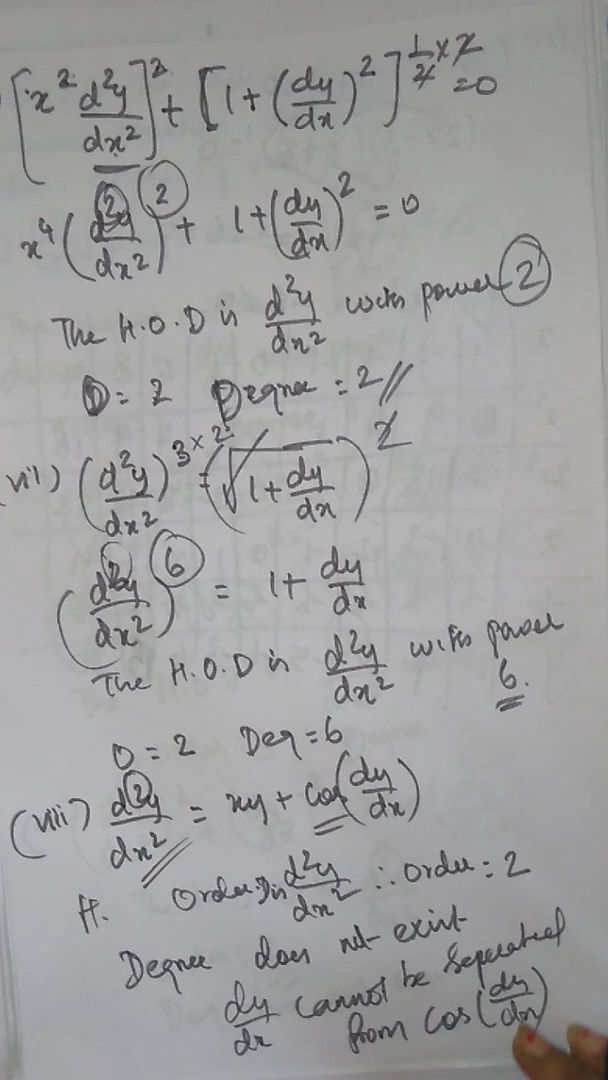 [x² d²y/dx²]² + [1 + (dy/dx)²]^(1/2 × 2) = 0
x⁴ (d²y/dx²)² + 1 + (dy/dx)² = 0
The H.O.D is d²y/dx² with power 2
O = 2 Degree = 2 //
vii) (d²y/dx²)^(3×2) = (√(1 + dy/dx))²
(d²y/dx²)⁶ = 1 + dy/dx
The H.O.D is d²y/dx² with power 6.
O = 2 Deg = 6
(viii) d²y/dx² = xy + cos(dy/dx)
H. Order D is d²y/dx² ∴ order = 2
Degree does not exist
dy/dx cannot be seperated
from cos(dy/dx)